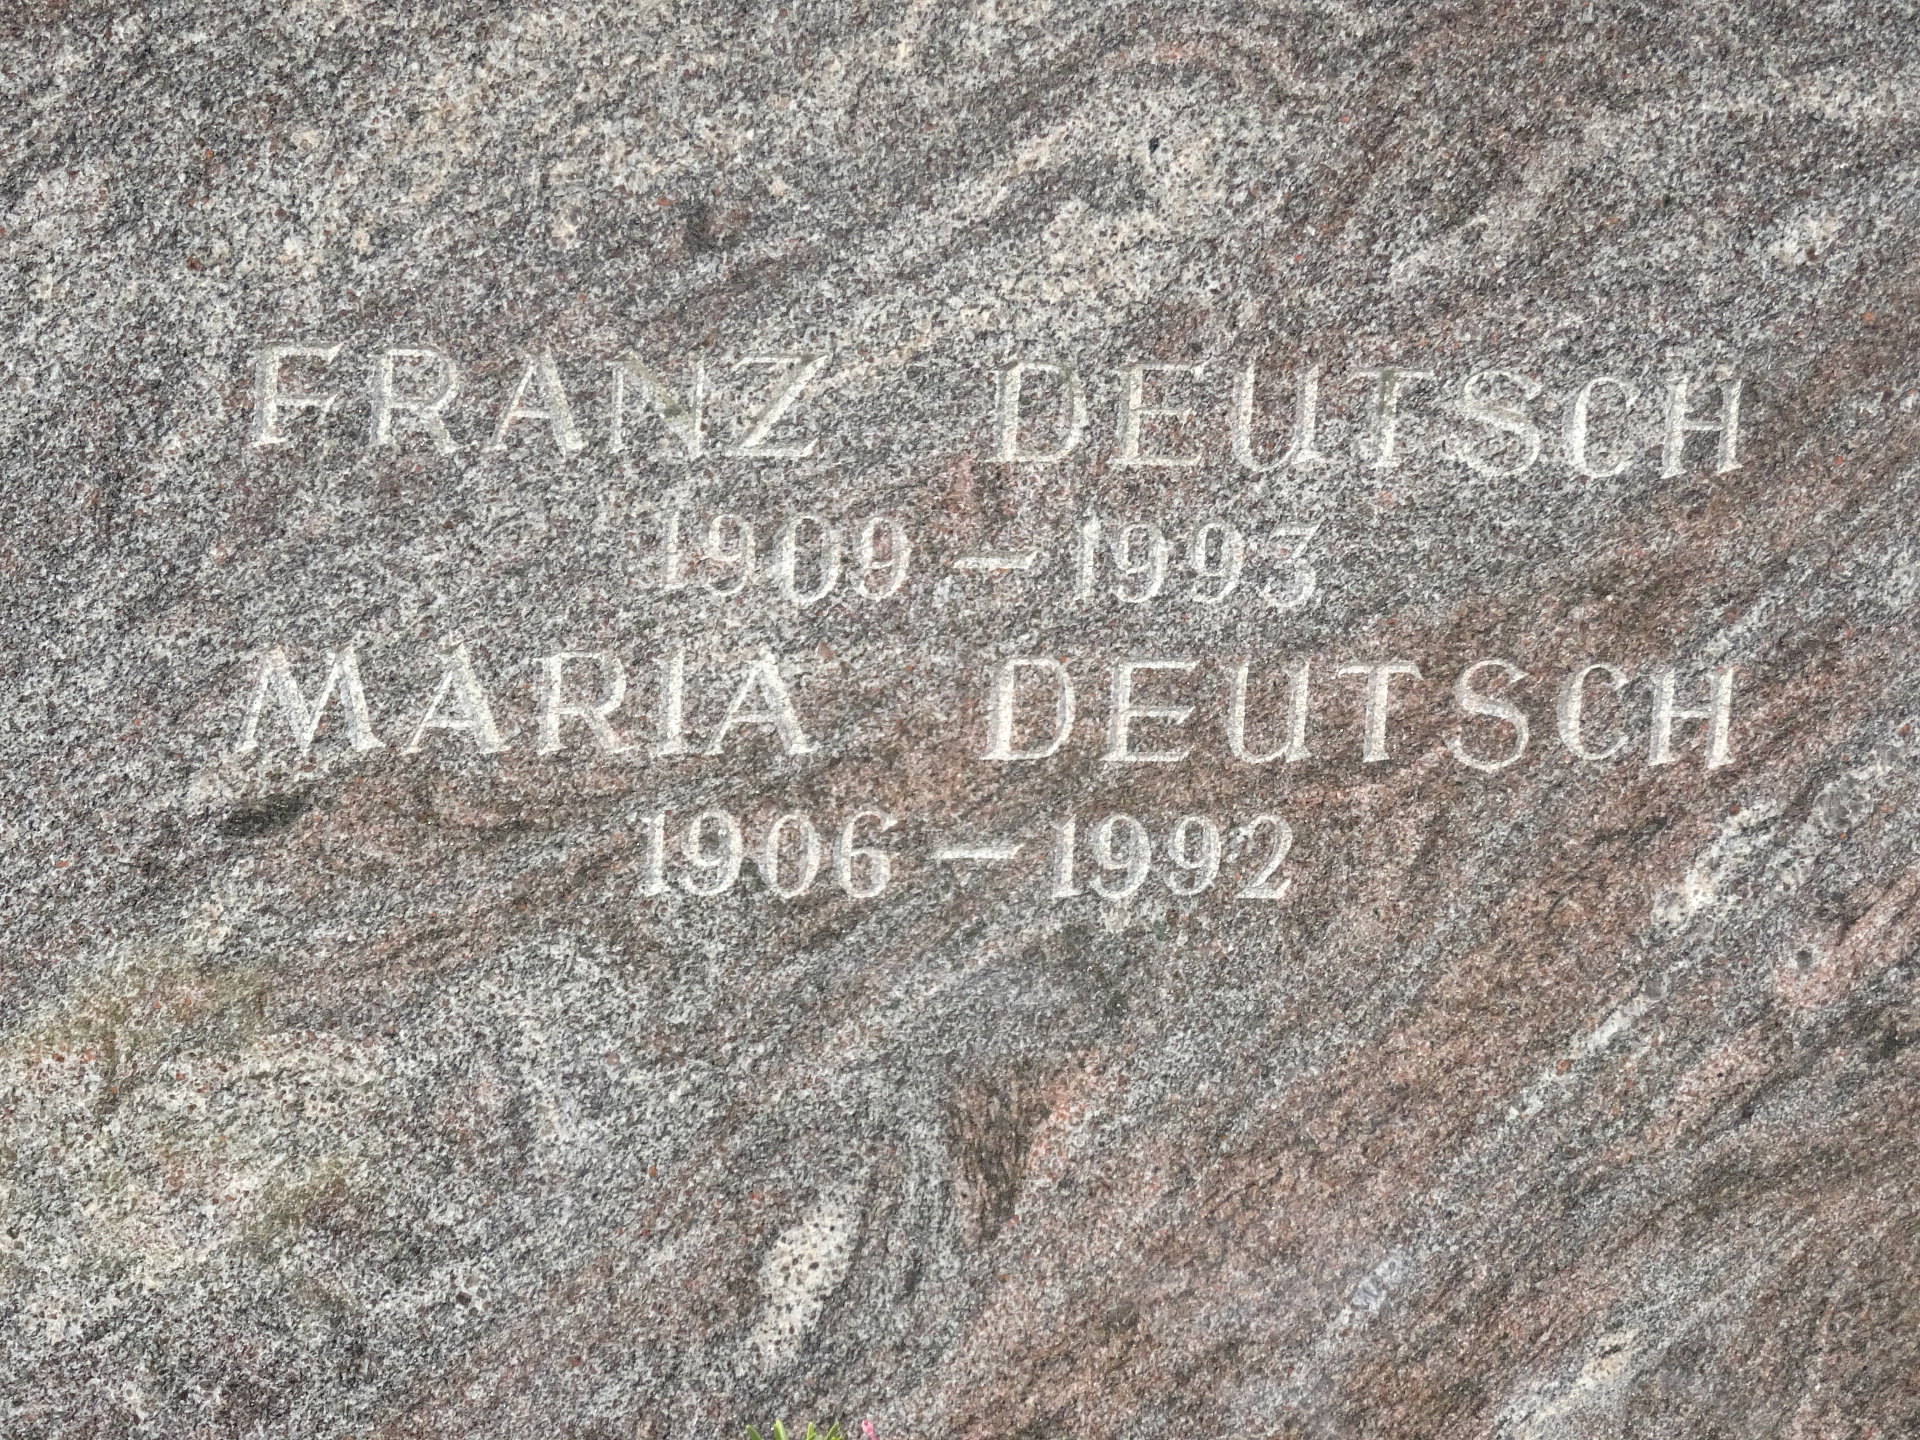 FRANZ DEUTSCH
1909 – 1993
MARIA DEUTSCH
1906 – 1992